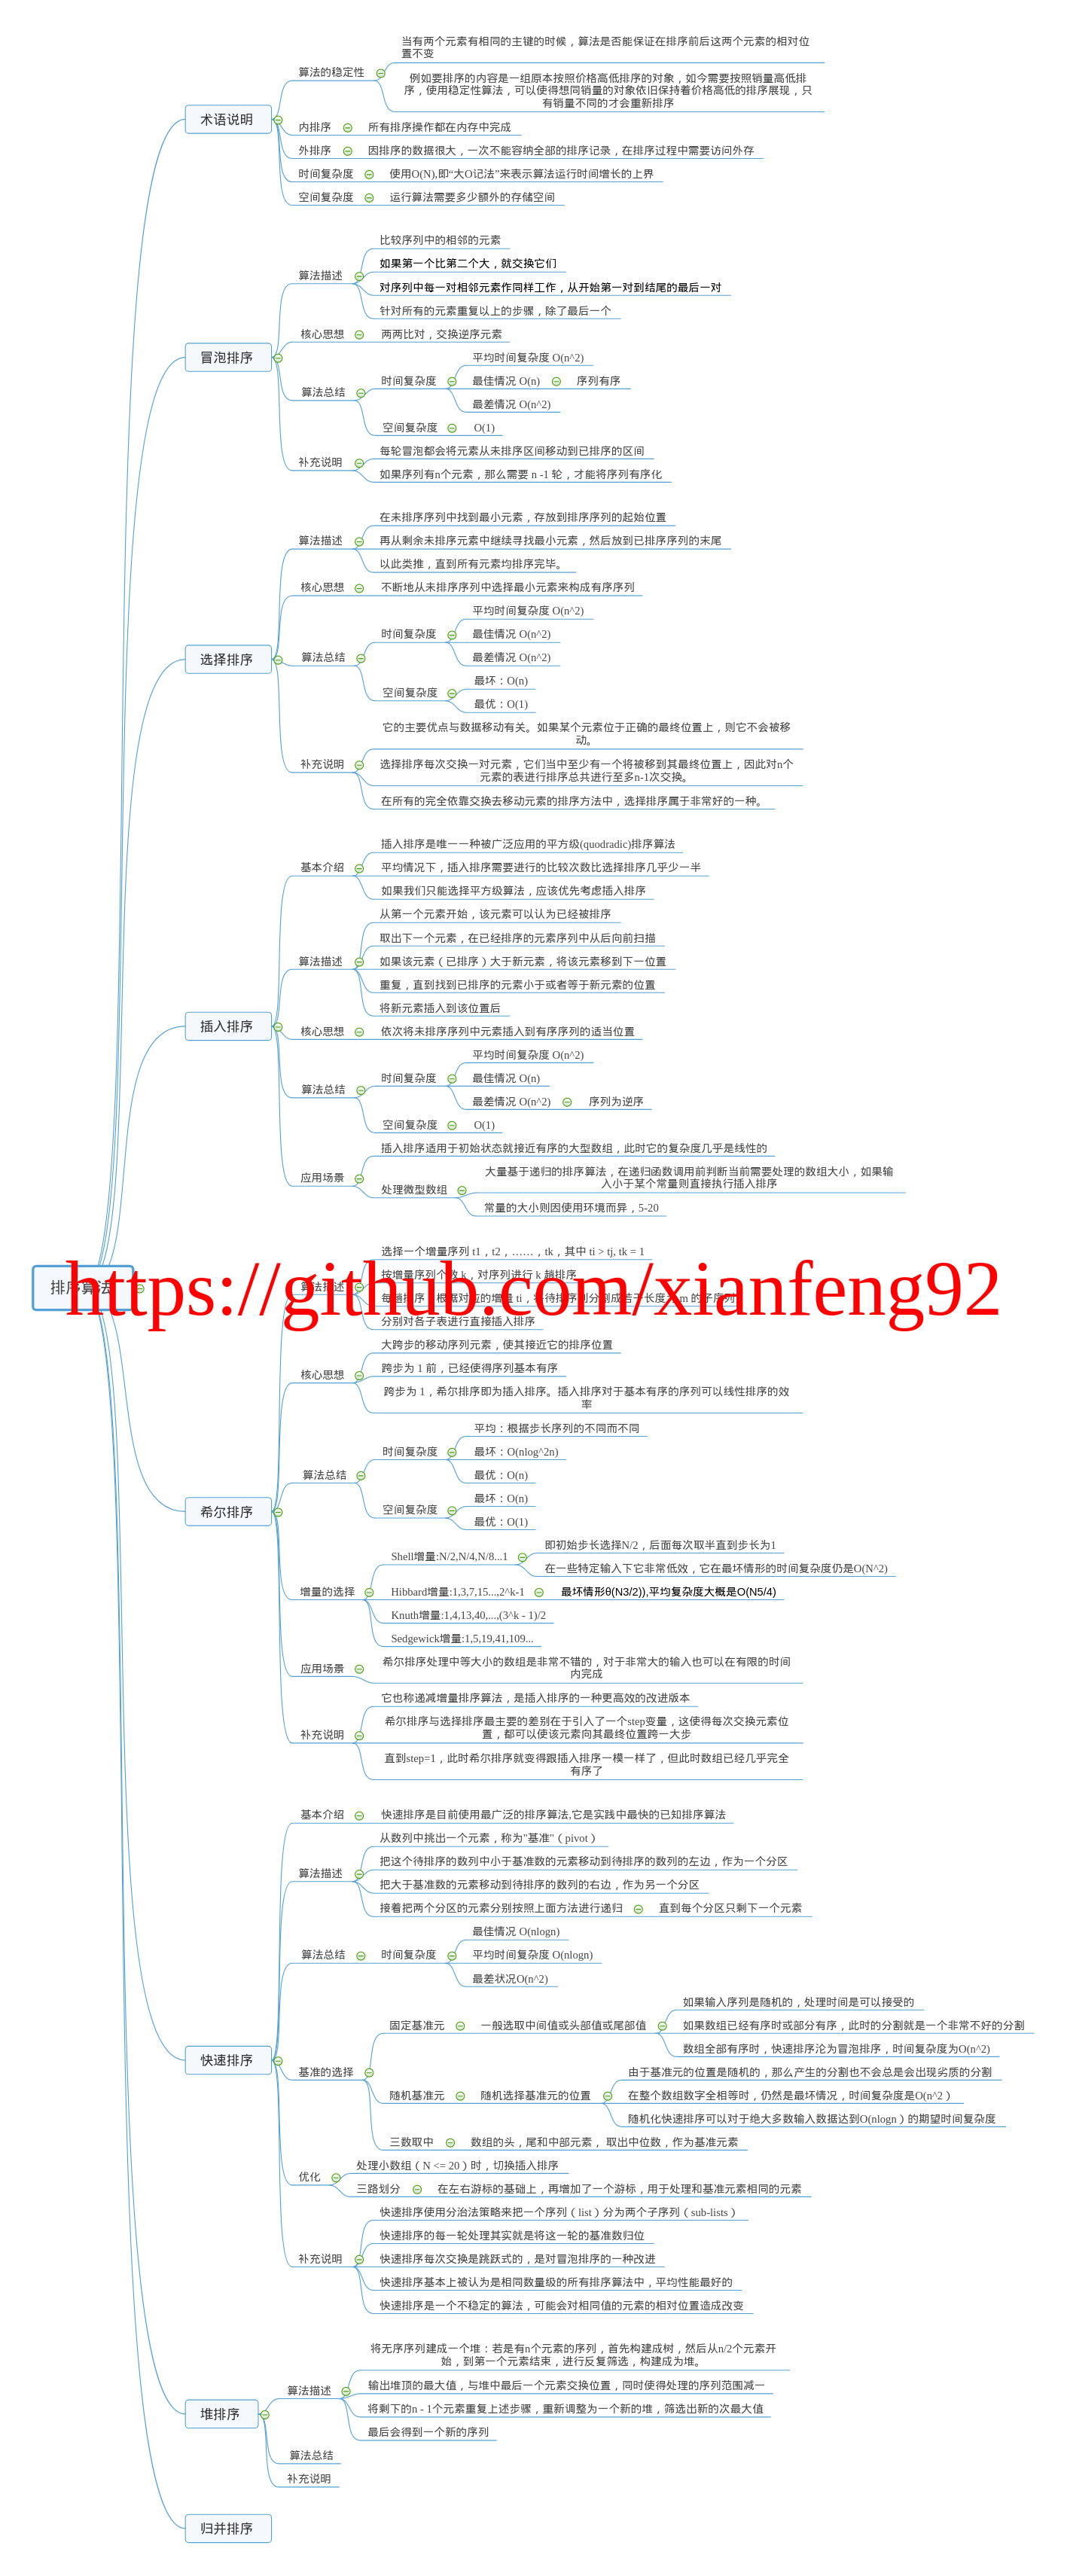 当有两个元素有相同的主键的时候，算法是否能保证在排序前后这两个元素的相对位
置不变
算法的稳定性
例如要排序的内容是一组原本按照价格高低排序的对象，如今需要按照销量高低排
序，使用稳定性算法，可以使得想同销量的对象依旧保持着价格高低的排序展现，只
有销量不同的才会重新排序
术语说明
内排序
所有排序操作都在内存中完成
外排序
因排序的数据很大，一次不能容纳全部的排序记录，在排序过程中需要访问外存
时间复杂度
使用O(N),即“大O记法”来表示算法运行时间增长的上界
空间复杂度
运行算法需要多少额外的存储空间
比较序列中的相邻的元素
如果第一个比第二个大，就交换它们
算法描述
对序列中每一对相邻元素作同样工作，从开始第一对到结尾的最后一对
针对所有的元素重复以上的步骤，除了最后一个
核心思想
两两比对，交换逆序元素
冒泡排序
平均时间复杂度 O(n^2)
时间复杂度
最佳情况 O(n)
序列有序
算法总结
最差情况 O(n^2)
空间复杂度
O(1)
每轮冒泡都会将元素从未排序区间移动到已排序的区间
补充说明
如果序列有n个元素，那么需要 n -1 轮，才能将序列有序化
在未排序序列中找到最小元素，存放到排序序列的起始位置
算法描述
再从剩余未排序元素中继续寻找最小元素，然后放到已排序序列的末尾
以此类推，直到所有元素均排序完毕。
核心思想
不断地从未排序序列中选择最小元素来构成有序序列
平均时间复杂度 O(n^2)
时间复杂度
最佳情况 O(n^2)
选择排序
算法总结
最差情况 O(n^2)
最坏：O(n)
空间复杂度
最优：O(1)
它的主要优点与数据移动有关。如果某个元素位于正确的最终位置上，则它不会被移
动。
补充说明
选择排序每次交换一对元素，它们当中至少有一个将被移到其最终位置上，因此对n个
元素的表进行排序总共进行至多n-1次交换。
在所有的完全依靠交换去移动元素的排序方法中，选择排序属于非常好的一种。
插入排序是唯一一种被广泛应用的平方级(quodradic)排序算法
基本介绍
平均情况下，插入排序需要进行的比较次数比选择排序几乎少一半
如果我们只能选择平方级算法，应该优先考虑插入排序
从第一个元素开始，该元素可以认为已经被排序
取出下一个元素，在已经排序的元素序列中从后向前扫描
算法描述
如果该元素（已排序）大于新元素，将该元素移到下一位置
重复，直到找到已排序的元素小于或者等于新元素的位置
将新元素插入到该位置后
插入排序
核心思想
依次将未排序序列中元素插入到有序序列的适当位置
平均时间复杂度 O(n^2)
时间复杂度
最佳情况 O(n)
算法总结
最差情况 O(n^2)
序列为逆序
空间复杂度
O(1)
插入排序适用于初始状态就接近有序的大型数组，此时它的复杂度几乎是线性的
应用场景
大量基于递归的排序算法，在递归函数调用前判断当前需要处理的数组大小，如果输
入小于某个常量则直接执行插入排序
处理微型数组
常量的大小则因使用环境而异，5-20
选择一个增量序列 t1，t2，……，tk，其中 ti > tj, tk = 1
按增量序列个数 k，对序列进行 k 趟排序
排序算法
算法描述
https://github.com/xianfeng92
每趟排序，根据对应的增量 ti，将待排序列分割成若干长度为 m 的子序列
分别对各子表进行直接插入排序
大跨步的移动序列元素，使其接近它的排序位置
核心思想
跨步为 1 前，已经使得序列基本有序
跨步为 1，希尔排序即为插入排序。插入排序对于基本有序的序列可以线性排序的效
率
平均：根据步长序列的不同而不同
时间复杂度
最坏：O(nlog^2n)
算法总结
最优：O(n)
最坏：O(n)
空间复杂度
最优：O(1)
希尔排序
即初始步长选择N/2，后面每次取半直到步长为1
Shell增量:N/2,N/4,N/8...1
在一些特定输入下它非常低效，它在最坏情形的时间复杂度仍是O(N^2)
增量的选择
Hibbard增量:1,3,7,15...,2^k-1
最坏情形θ(N3/2)),平均复杂度大概是O(N5/4)
Knuth增量:1,4,13,40,...,(3^k - 1)/2
Sedgewick增量:1,5,19,41,109...
应用场景
希尔排序处理中等大小的数组是非常不错的，对于非常大的输入也可以在有限的时间
内完成
它也称递减增量排序算法，是插入排序的一种更高效的改进版本
补充说明
希尔排序与选择排序最主要的差别在于引入了一个step变量，这使得每次交换元素位
置，都可以使该元素向其最终位置跨一大步
直到step=1，此时希尔排序就变得跟插入排序一模一样了，但此时数组已经几乎完全
有序了
基本介绍
快速排序是目前使用最广泛的排序算法,它是实践中最快的已知排序算法
从数列中挑出一个元素，称为"基准"（pivot）
把这个待排序的数列中小于基准数的元素移动到待排序的数列的左边，作为一个分区
算法描述
把大于基准数的元素移动到待排序的数列的右边，作为另一个分区
接着把两个分区的元素分别按照上面方法进行递归
直到每个分区只剩下一个元素
最佳情况 O(nlogn)
算法总结
时间复杂度
平均时间复杂度 O(nlogn)
最差状况O(n^2)
如果输入序列是随机的，处理时间是可以接受的
固定基准元
一般选取中间值或头部值或尾部值
如果数组已经有序时或部分有序，此时的分割就是一个非常不好的分割
数组全部有序时，快速排序沦为冒泡排序，时间复杂度为O(n^2)
快速排序
基准的选择
由于基准元的位置是随机的，那么产生的分割也不会总是会出现劣质的分割
随机基准元
随机选择基准元的位置
在整个数组数字全相等时，仍然是最坏情况，时间复杂度是O(n^2）
随机化快速排序可以对于绝大多数输入数据达到O(nlogn）的期望时间复杂度
三数取中
数组的头，尾和中部元素， 取出中位数，作为基准元素
处理小数组（N <= 20）时，切换插入排序
优化
三路划分
在左右游标的基础上，再增加了一个游标，用于处理和基准元素相同的元素
快速排序使用分治法策略来把一个序列（list）分为两个子序列（sub-lists）
快速排序的每一轮处理其实就是将这一轮的基准数归位
补充说明
快速排序每次交换是跳跃式的，是对冒泡排序的一种改进
快速排序基本上被认为是相同数量级的所有排序算法中，平均性能最好的
快速排序是一个不稳定的算法，可能会对相同值的元素的相对位置造成改变
将无序序列建成一个堆：若是有n个元素的序列，首先构建成树，然后从n/2个元素开
始，到第一个元素结束，进行反复筛选，构建成为堆。
算法描述
输出堆顶的最大值，与堆中最后一个元素交换位置，同时使得处理的序列范围减一
堆排序
将剩下的n - 1个元素重复上述步骤，重新调整为一个新的堆，筛选出新的次最大值
最后会得到一个新的序列
算法总结
补充说明
归并排序